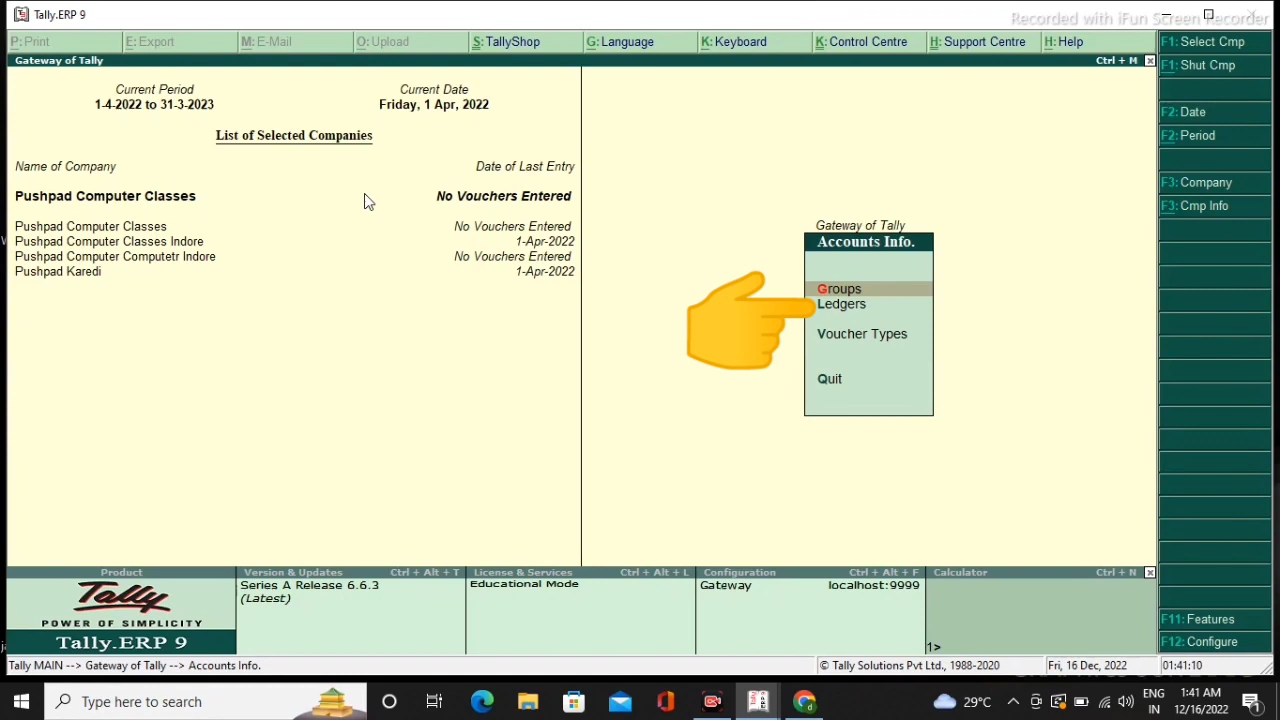 Tally.ERP 9
Recorded with iFun Screen Recorder
P: Print
E: Export
M: E-Mail
O: Upload
S: TallyShop
G: Language
K: Keyboard
K: Control Centre
H: Support Centre
H: Help
Gateway of Tally
Ctrl + M
Current Period
Current Date
1-4-2022 to 31-3-2023
Friday, 1 Apr, 2022
List of Selected Companies
Name of Company
Date of Last Entry
Pushpad Computer Classes
No Vouchers Entered
Pushpad Computer Classes
No Vouchers Entered
Pushpad Computer Classes Indore
1-Apr-2022
Pushpad Computer Computetr Indore
No Vouchers Entered
Pushpad Karedi
1-Apr-2022
Gateway of Tally
Accounts Info.
Groups
Ledgers
Voucher Types
Quit
F1: Select Cmp
F1: Shut Cmp
F2: Date
F2: Period
F3: Company
F3: Cmp Info
F11: Features
F12: Configure
Product
Tally
POWER OF SIMPLICITY
Tally.ERP 9
Version & Updates
Ctrl + Alt + T
Series A Release 6.6.3
(Latest)
License & Services
Ctrl + Alt + L
Educational Mode
Configuration
Ctrl + Alt + F
Gateway
localhost:9999
Calculator
Ctrl + N
1>
Tally MAIN --> Gateway of Tally --> Accounts Info.
© Tally Solutions Pvt Ltd., 1988-2020
Fri, 16 Dec, 2022
01:41:10
Type here to search
29°C
ENG
IN
1:41 AM
12/16/2022
1